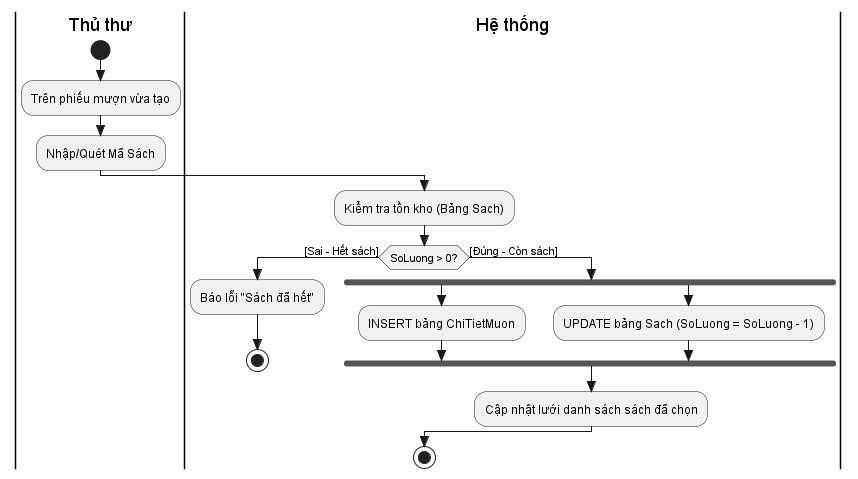 Thủ thư
Hệ thống
Trên phiếu mượn vừa tạo
Nhập/Quét Mã Sách
Kiểm tra tồn kho (Bảng Sach)
[Sai - Hết sách]
SoLuong > 0?
[Đúng - Còn sách]
Báo lỗi "Sách đã hết"
INSERT bảng ChiTietMuon
UPDATE bảng Sach (SoLuong = SoLuong - 1)
Cập nhật lưới danh sách sách đã chọn